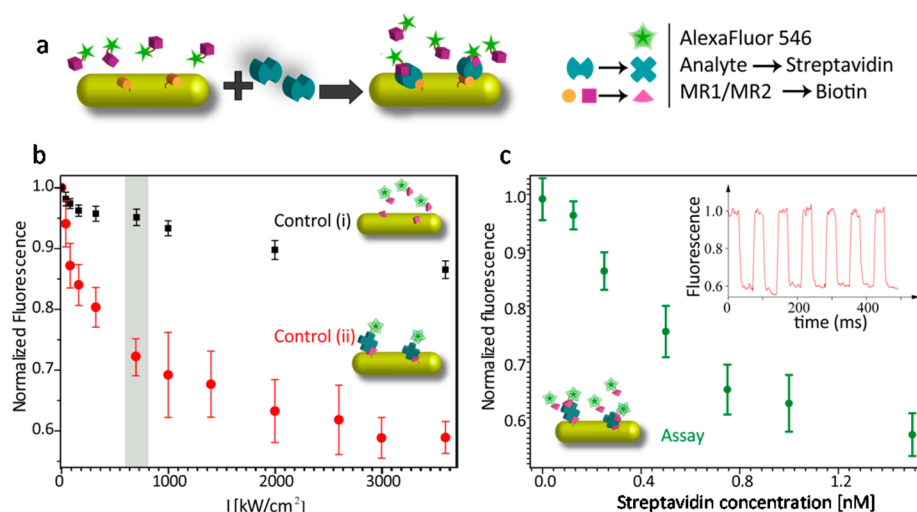 a
AlexaFluor 546
Analyte → Streptavidin
MR1/MR2 → Biotin
b
Normalized Fluorescence
1.0
0.9
0.8
0.7
0.6
Control (i)
Control (ii)
0
1000
2000
3000
I [kW/cm²]
c
Normalized fluorescence
1.0
0.9
0.8
0.7
0.6
Fluorescence
1.0
0.8
0.6
0
200
400
time (ms)
Assay
0.0
0.4
0.8
1.2
Streptavidin concentration [nM]